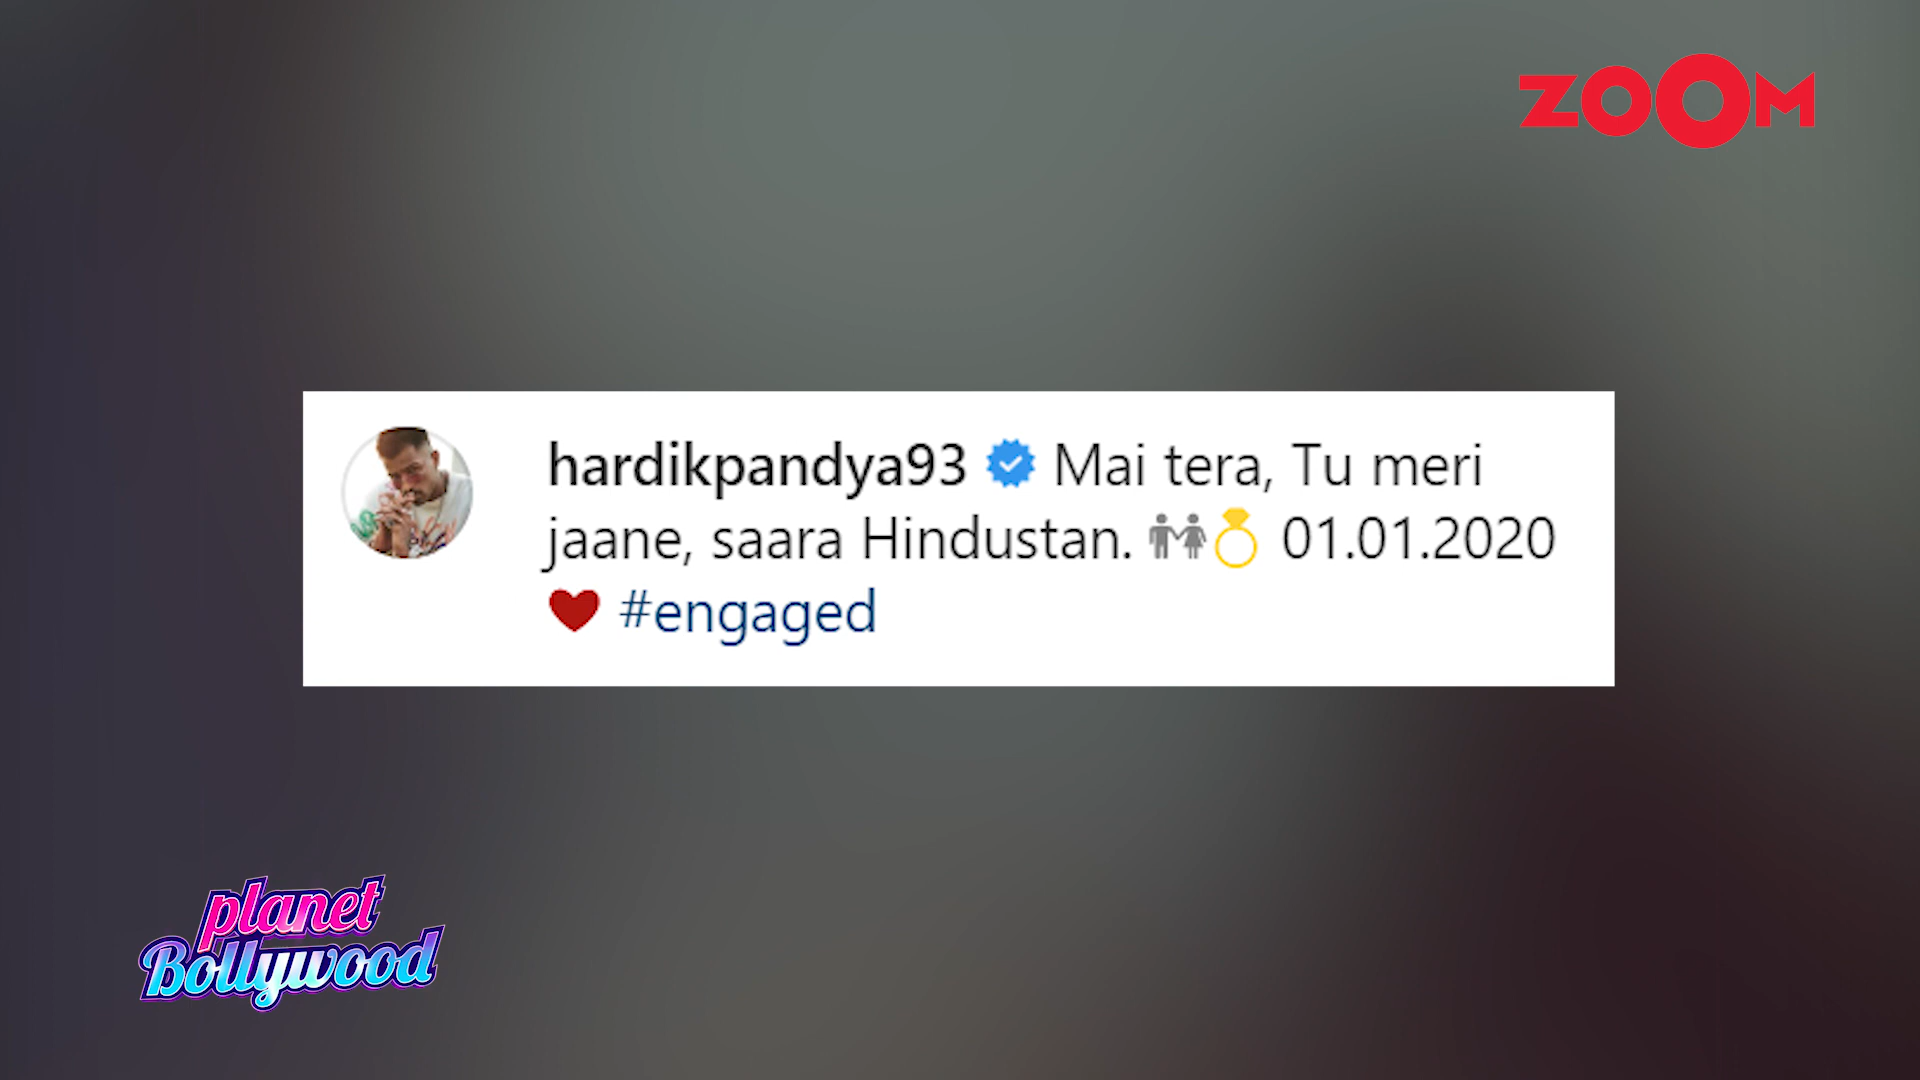 ZOOM
hardikpandya93 Mai tera, Tu meri
jaane, saara Hindustan. 👫💍 01.01.2020
❤️ #engaged
planet
Bollywood